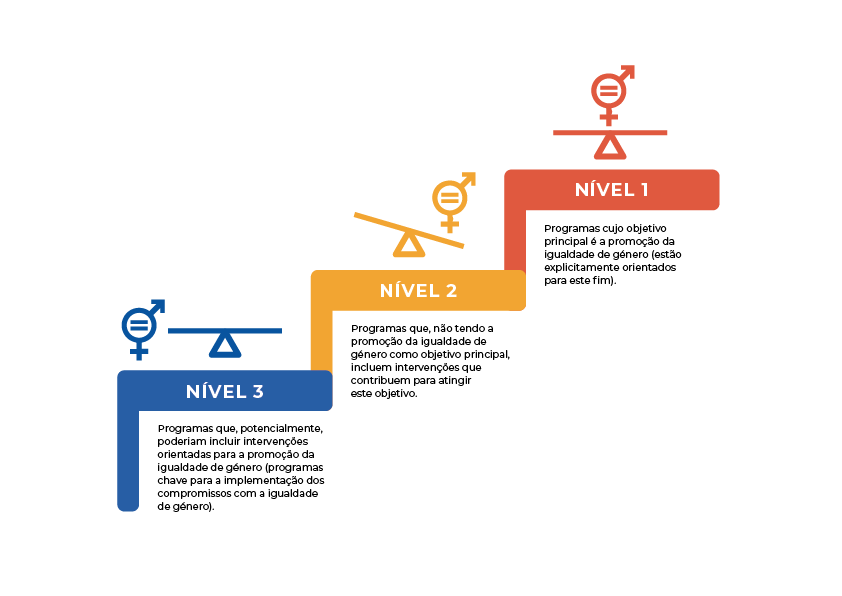 NÍVEL 1
Programas cujo objetivo
principal é a promoção da
igualdade de género (estão
explicitamente orientados
para este fim).
NÍVEL 2
Programas que, não tendo a
promoção da igualdade de
género como objetivo principal,
incluem intervenções que
contribuem para atingir
este objetivo.
NÍVEL 3
Programas que, potencialmente,
poderiam incluir intervenções
orientadas para a promoção da
igualdade de género (programas
chave para a implementação dos
compromissos com a igualdade
de género).